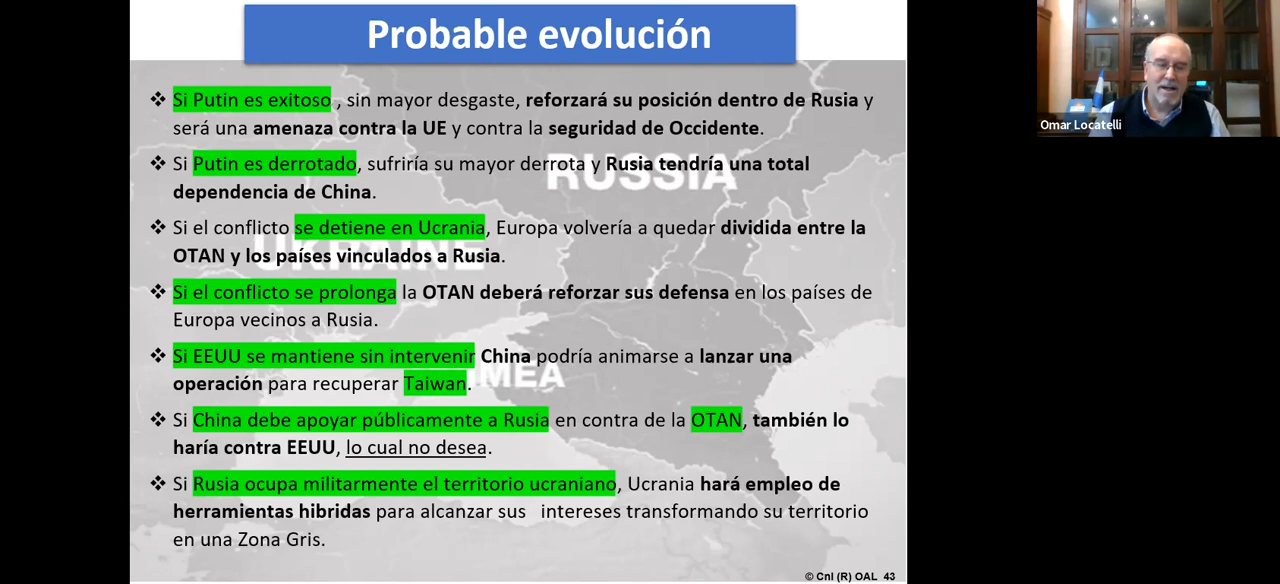 Probable evolución
❖ Si Putin es exitoso , sin mayor desgaste, reforzará su posición dentro de Rusia y
será una amenaza contra la UE y contra la seguridad de Occidente.
❖ Si Putin es derrotado, sufriría su mayor derrota y Rusia tendría una total
dependencia de China.
❖ Si el conflicto se detiene en Ucrania, Europa volvería a quedar dividida entre la
OTAN y los países vinculados a Rusia.
❖ Si el conflicto se prolonga la OTAN deberá reforzar sus defensa en los países de
Europa vecinos a Rusia.
❖ Si EEUU se mantiene sin intervenir China podría animarse a lanzar una
operación para recuperar Taiwan.
❖ Si China debe apoyar públicamente a Rusia en contra de la OTAN, también lo
haría contra EEUU, lo cual no desea.
❖ Si Rusia ocupa militarmente el territorio ucraniano, Ucrania hará empleo de
herramientas hibridas para alcanzar sus intereses transformando su territorio
en una Zona Gris.
RUSSIA
UKRAINE
IMEA
© Cnl (R) OAL 43
Omar Locatelli